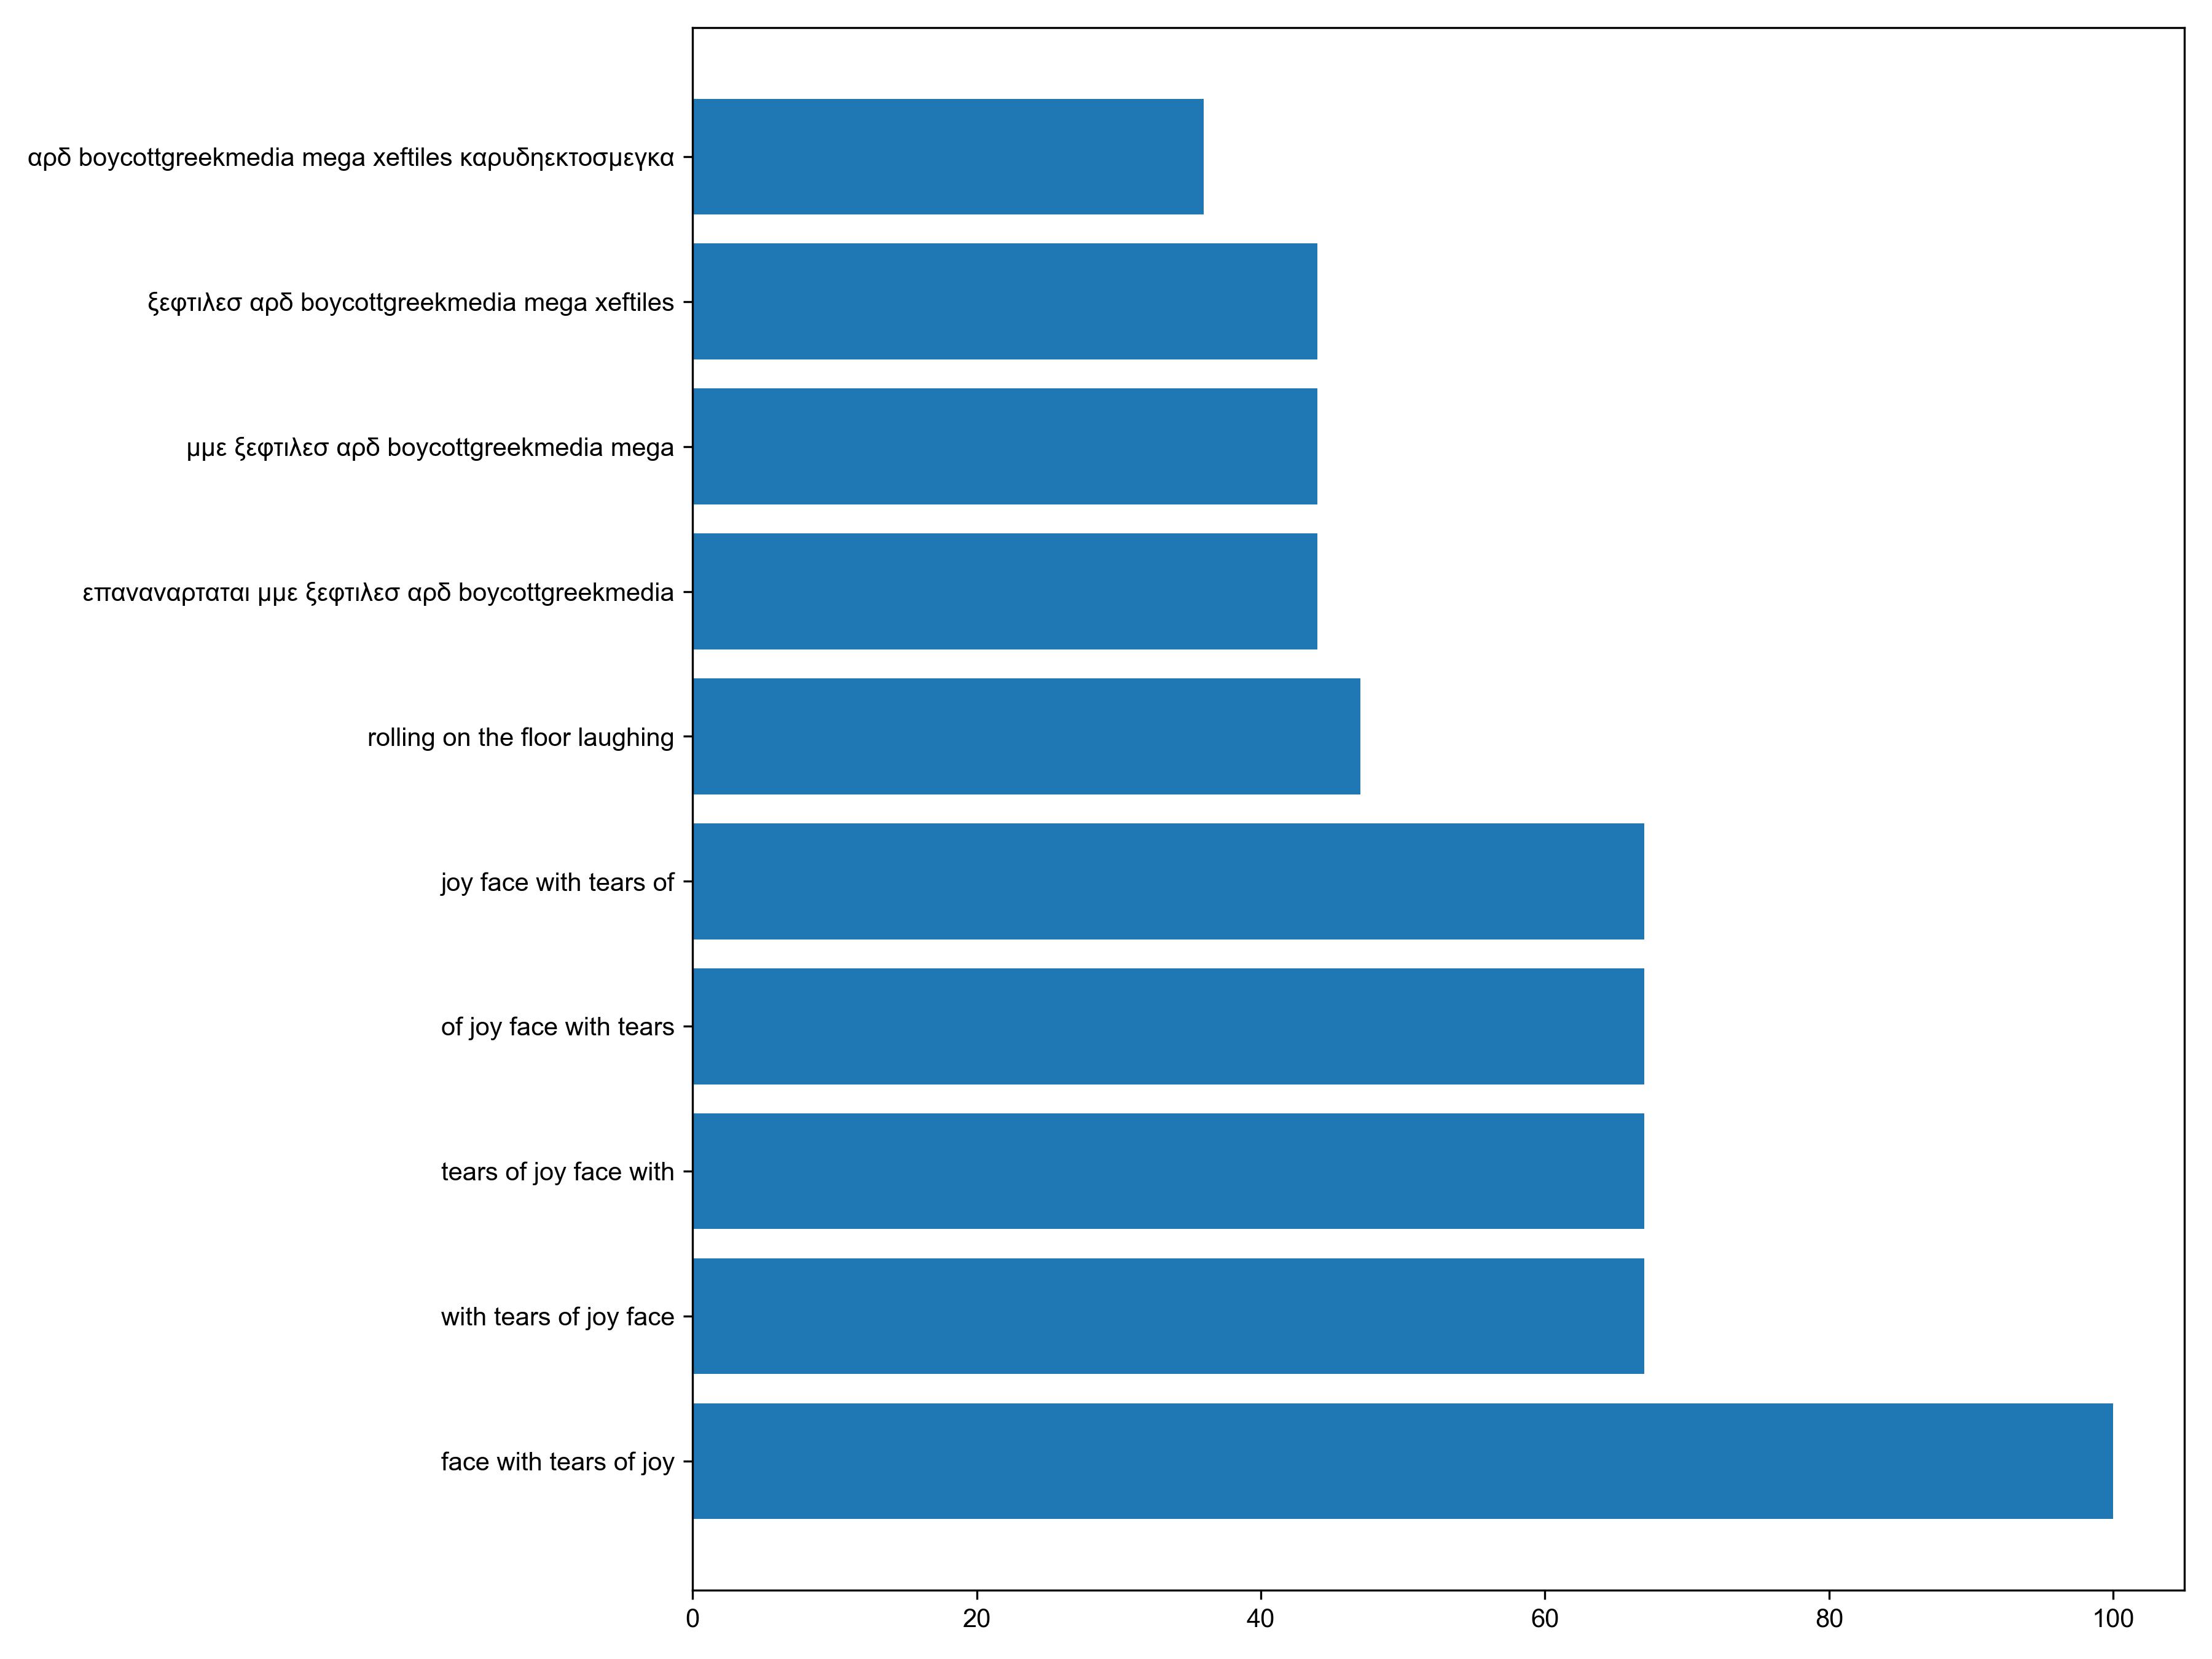 αρδ boycottgreekmedia mega xeftiles καρυδηεκτοσμεγκα
ξεφτιλεσ αρδ boycottgreekmedia mega xeftiles
μμε ξεφτιλεσ αρδ boycottgreekmedia mega
επαναναρταται μμε ξεφτιλεσ αρδ boycottgreekmedia
rolling on the floor laughing
joy face with tears of
of joy face with tears
tears of joy face with
with tears of joy face
face with tears of joy
0 20 40 60 80 100